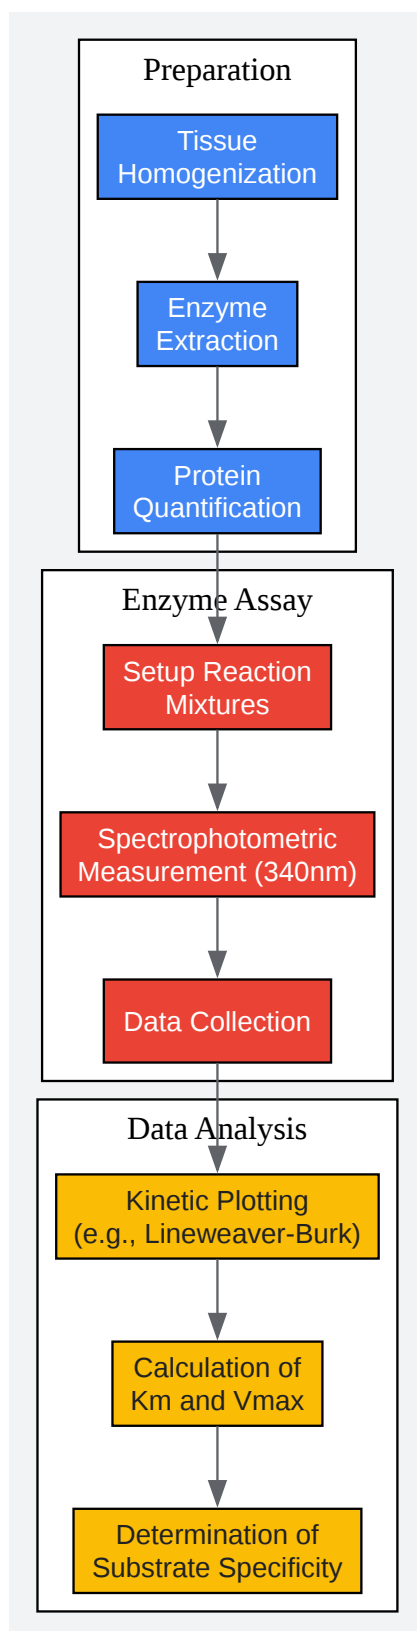 Preparation
Tissue
Homogenization
Enzyme
Extraction
Protein
Quantification
Enzyme Assay
Setup Reaction
Mixtures
Spectrophotometric
Measurement (340nm)
Data Collection
Data Analysis
Kinetic Plotting
(e.g., Lineweaver-Burk)
Calculation of
Km and Vmax
Determination of
Substrate Specificity